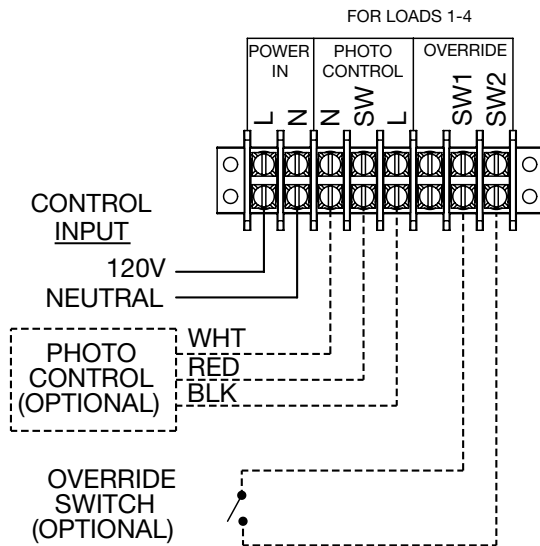 FOR LOADS 1-4
POWER IN
PHOTO CONTROL
OVERRIDE
L
N
N
SW
L
SW1
SW2
CONTROL
INPUT
120V
NEUTRAL
PHOTO
CONTROL
(OPTIONAL)
WHT
RED
BLK
OVERRIDE
SWITCH
(OPTIONAL)